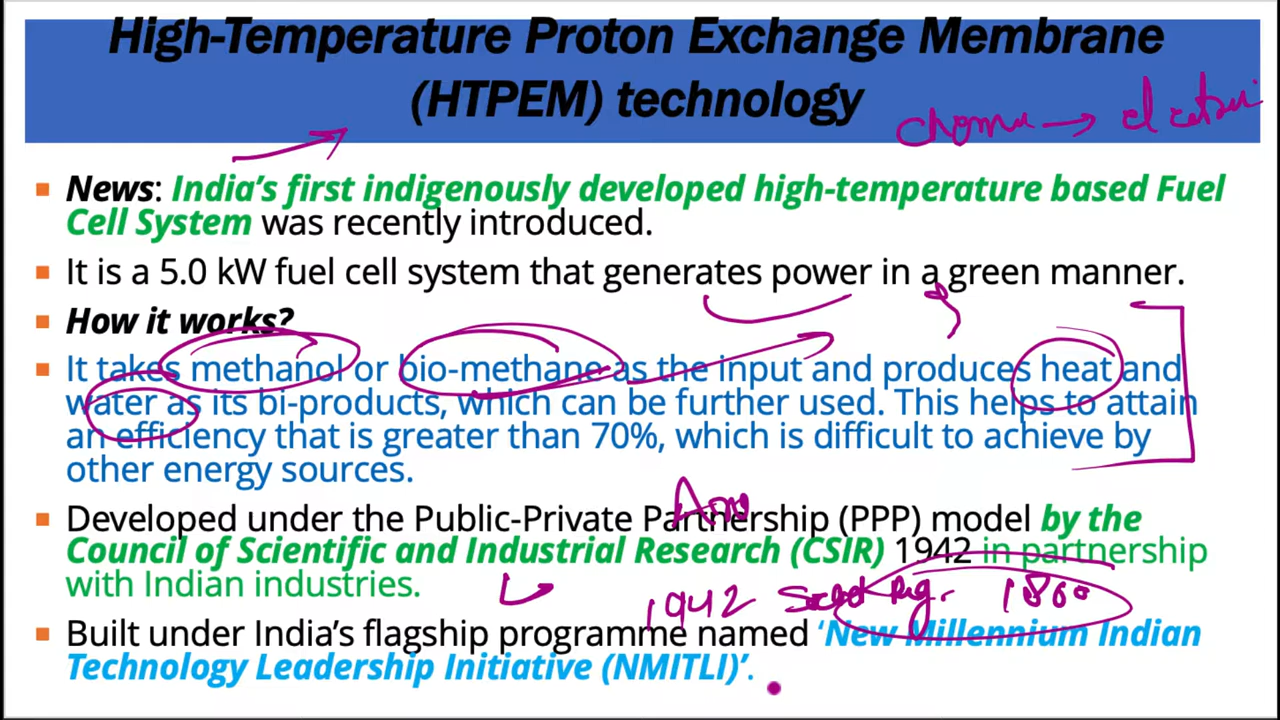 High-Temperature Proton Exchange Membrane
(HTPEM) technology
News: India’s first indigenously developed high-temperature based Fuel
Cell System was recently introduced.
It is a 5.0 kW fuel cell system that generates power in a green manner.
How it works?
It takes methanol or bio-methane as the input and produces heat and
water as its bi-products, which can be further used. This helps to attain
an efficiency that is greater than 70%, which is difficult to achieve by
other energy sources.
Developed under the Public-Private Partnership (PPP) model by the
Council of Scientific and Industrial Research (CSIR) 1942 in partnership
with Indian industries.
1942 Reg. 1860
Built under India’s flagship programme named ‘New Millennium Indian
Technology Leadership Initiative (NMITLI)’.